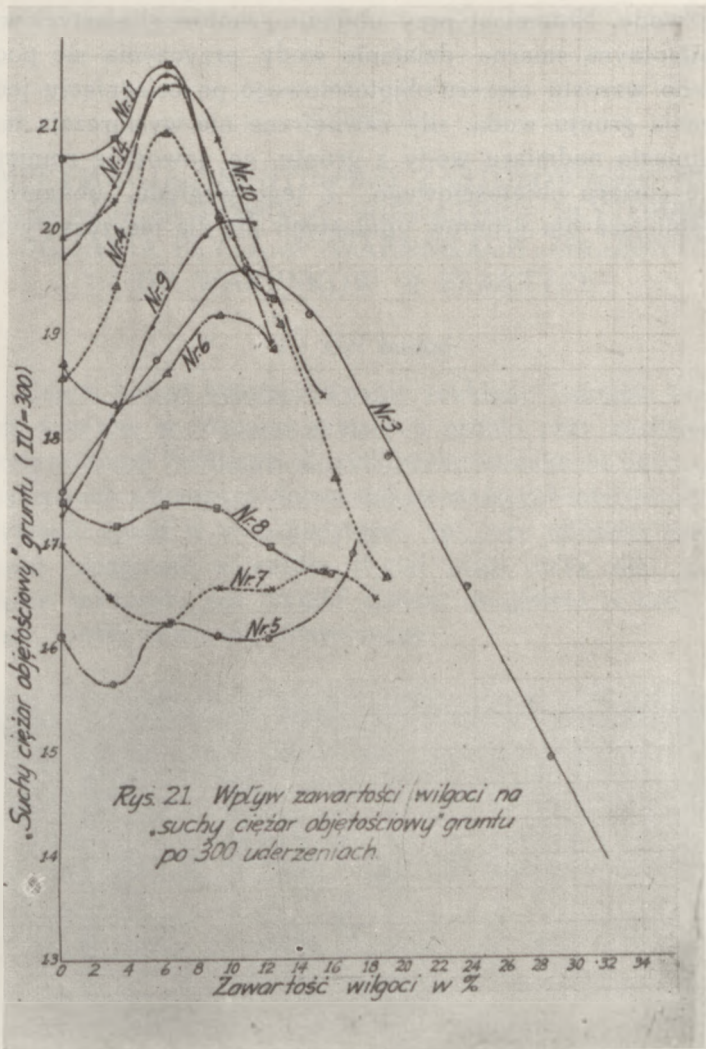 „Suchy ciężar objętościowy" gruntu (IU=300)
21
20
19
18
17
16
15
14
13
Nr.11
Nr.14
Nr.4
Nr.10
Nr.9
Nr.6
Nr.3
Nr.8
Nr.7
Nr.5
Rys. 21. Wpływ zawartości wilgoci na
„suchy ciężar objętościowy" gruntu
po 300 uderzeniach
0 2 4 6 8 10 12 14 16 18 20 22 24 26 28 30 32 34
Zawartość wilgoci w %